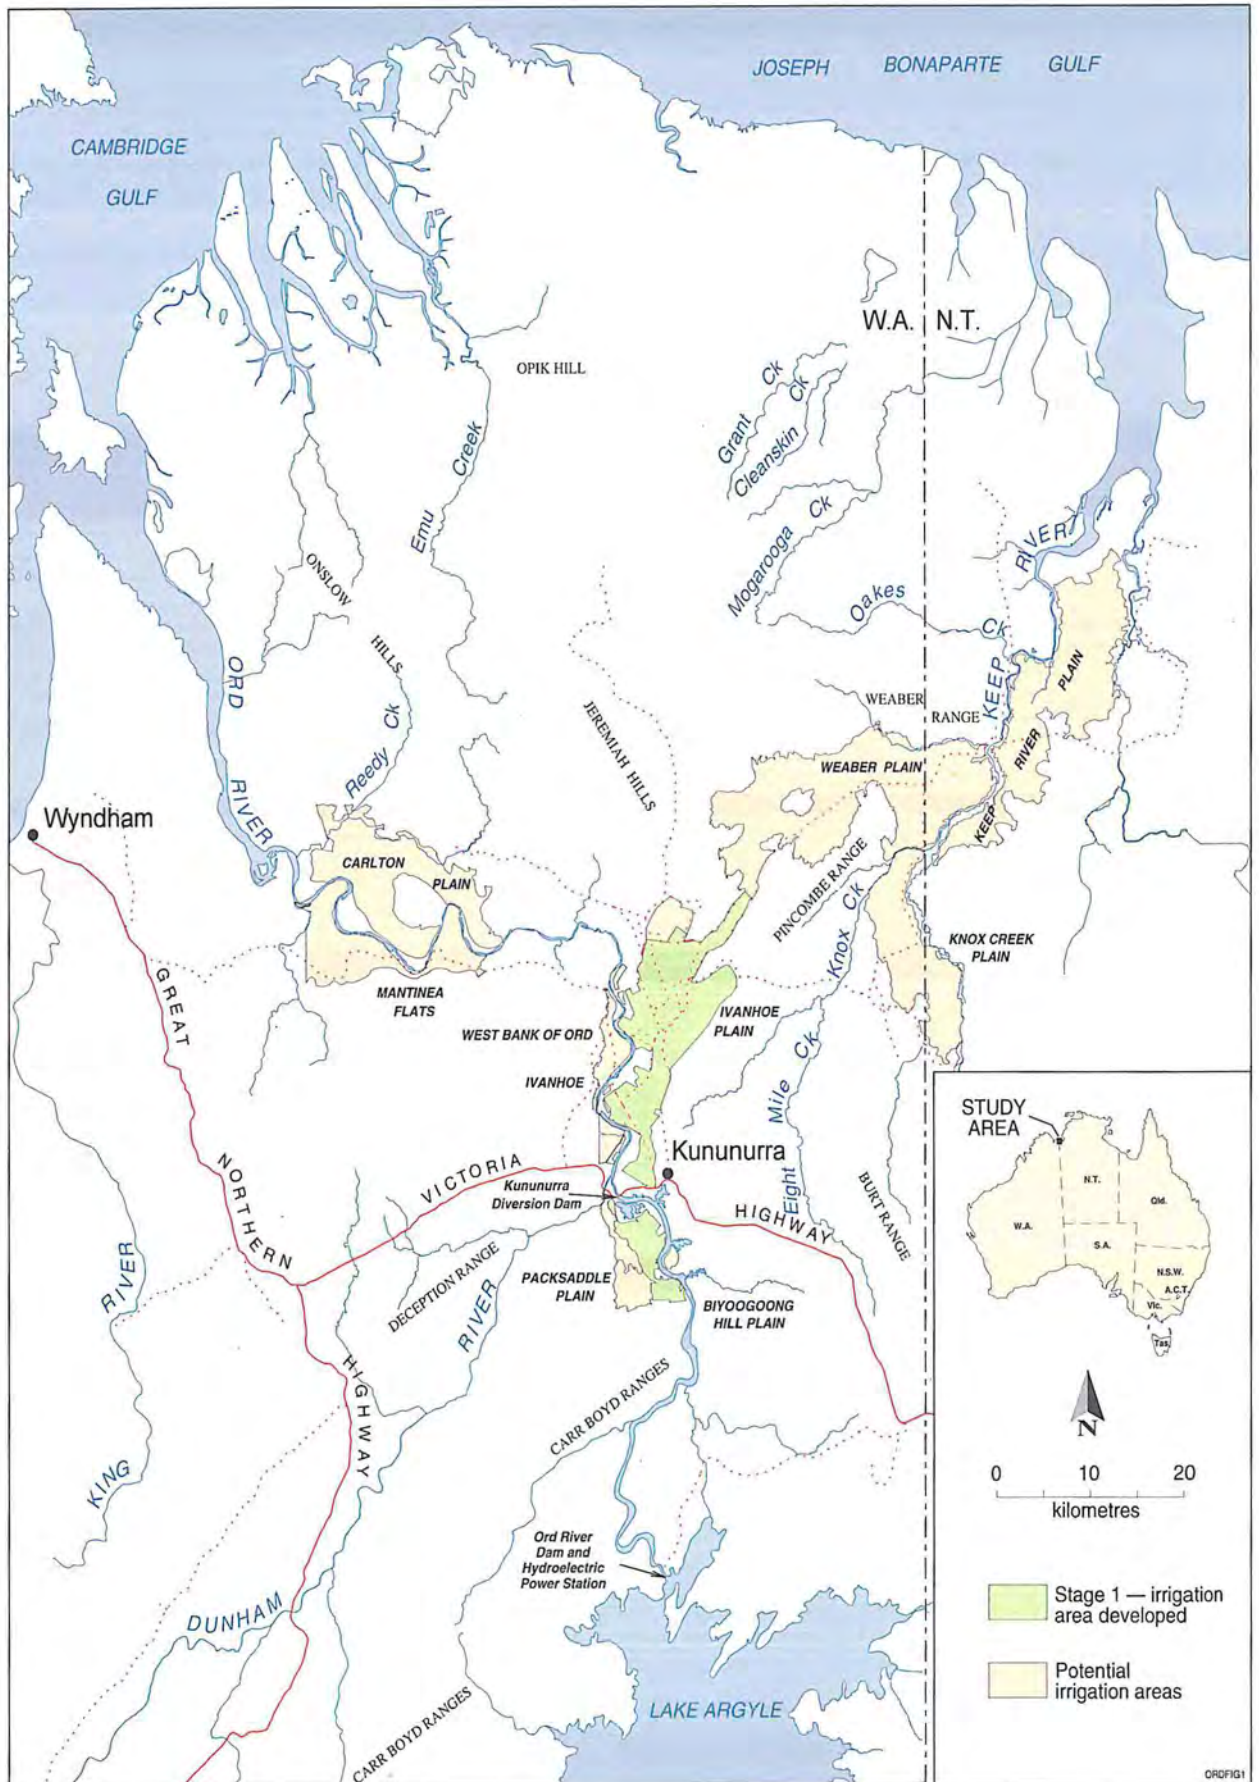 JOSEPH BONAPARTE GULF
CAMBRIDGE
GULF
W.A. N.T.
OPIK HILL
Grant Ck
Cleanskin Ck
Emu Creek
Mogarooga Ck
RIVER
ONSLOW
HILLS
Oakes Ck
ORD
RIVER
KEEP
PLAIN
Reedy Ck
JEREMIAH HILLS
WEABER
RANGE
RIVER
WEABER PLAIN
KEEP
Wyndham
CARLTON
PLAIN
PINCOMBE RANGE
Knox Ck
KNOX CREEK
PLAIN
MANTINEA
FLATS
GREAT
NORTHERN
HIGHWAY
WEST BANK OF ORD
IVANHOE
PLAIN
IVANHOE
Eight Mile Ck
Kununurra
VICTORIA
HIGHWAY
Kununurra
Diversion Dam
BURT RANGE
DECEPTION RANGE
RIVER
PACKSADDLE
PLAIN
BIYOOGOONG
HILL PLAIN
KING
RIVER
CARR BOYD RANGES
Ord River
Dam and
Hydroelectric
Power Station
DUNHAM
LAKE ARGYLE
CARR BOYD RANGES
STUDY
AREA
N.T.
Qld.
W.A.
S.A.
N.S.W.
A.C.T.
Vic.
Tas
N
0 10 20
kilometres
Stage 1 — irrigation
area developed
Potential
irrigation areas
ORDFIG1